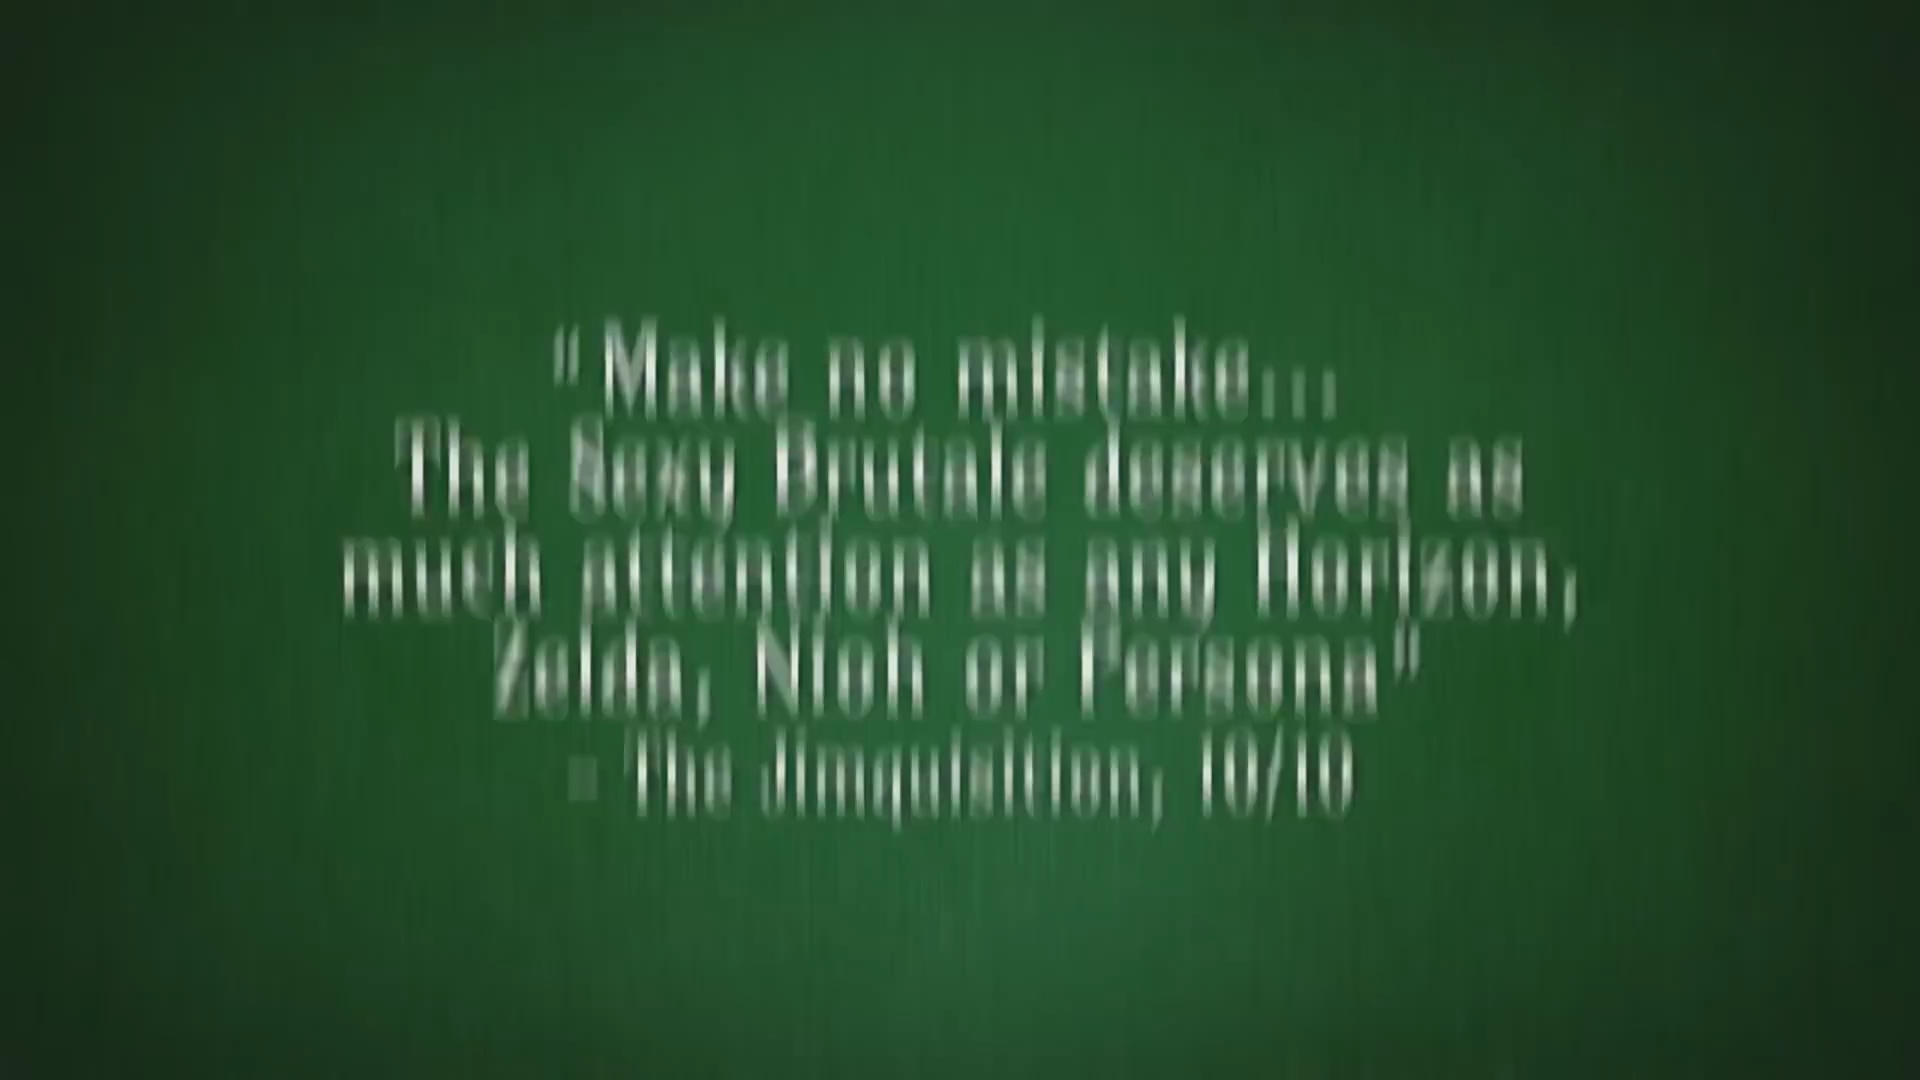 "Make no mistake...
The Sexy Brutale deserves as
much attention as any Horizon,
Zelda, Nioh or Persona"
- The Jimquisition, 10/10